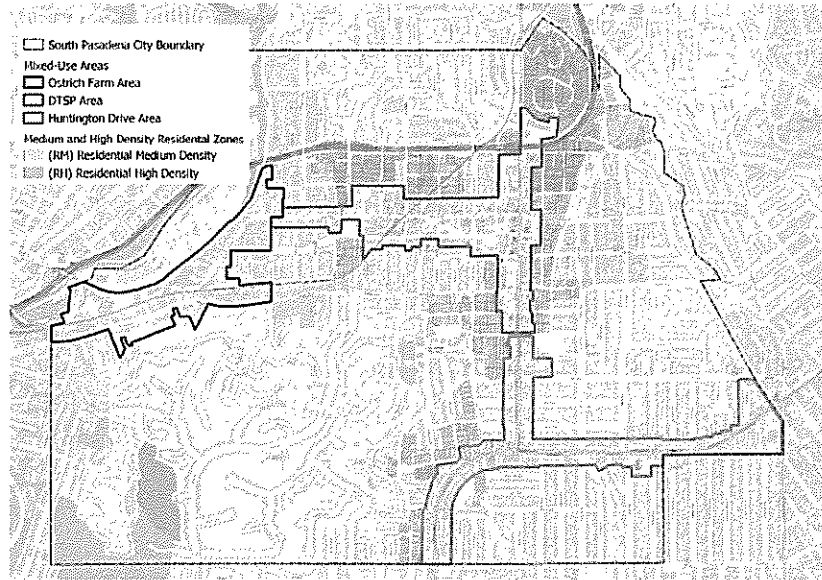 South Pasadena City Boundary
Mixed-Use Areas
Ostrich Farm Area
DTSP Area
Huntington Drive Area
Medium and High Density Residental Zones
(RM) Residential Medium Density
(RH) Residential High Density